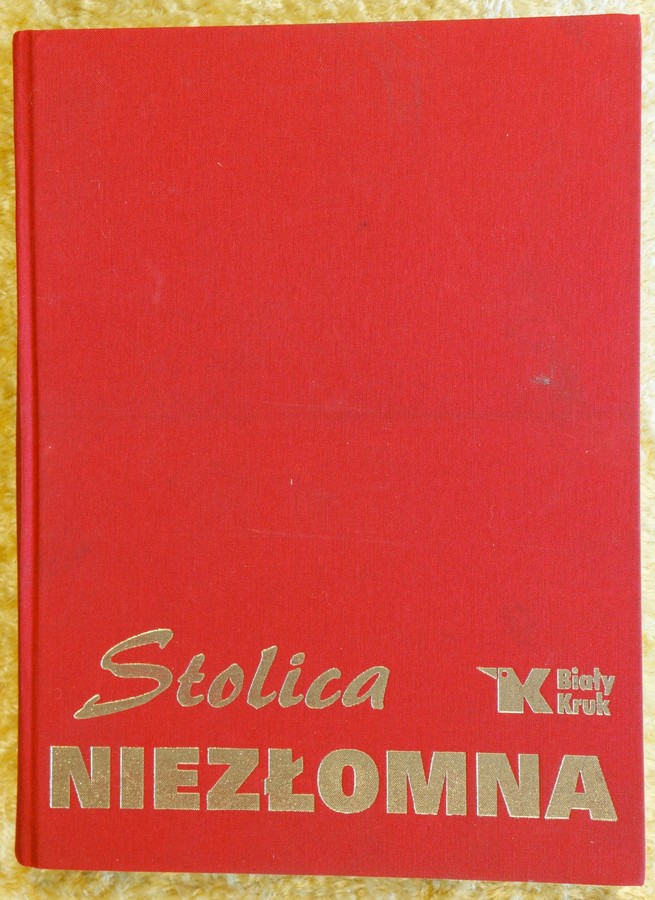 Stolica
Biały
Kruk
NIEZŁOMNA